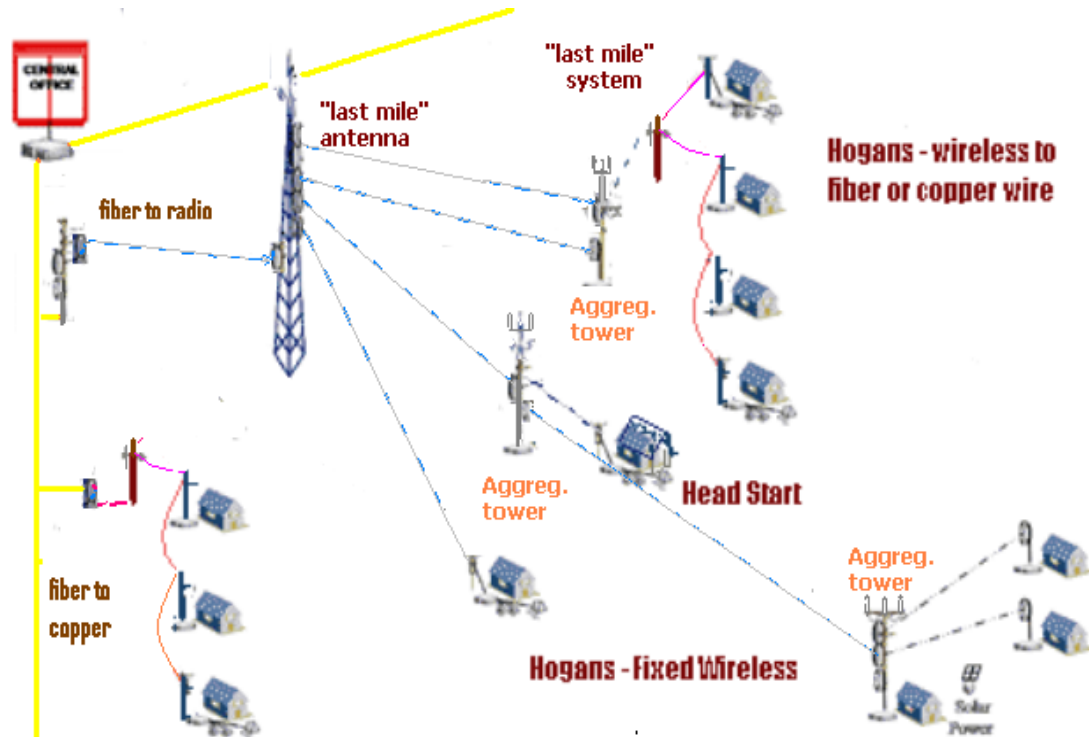 CENTRAL
OFFICE
"last mile"
antenna
"last mile"
system
Hogans - wireless to
fiber or copper wire
fiber to radio
Aggreg.
tower
Aggreg.
tower
Head Start
Aggreg.
tower
fiber to
copper
Hogans - Fixed Wireless
Solar
Power